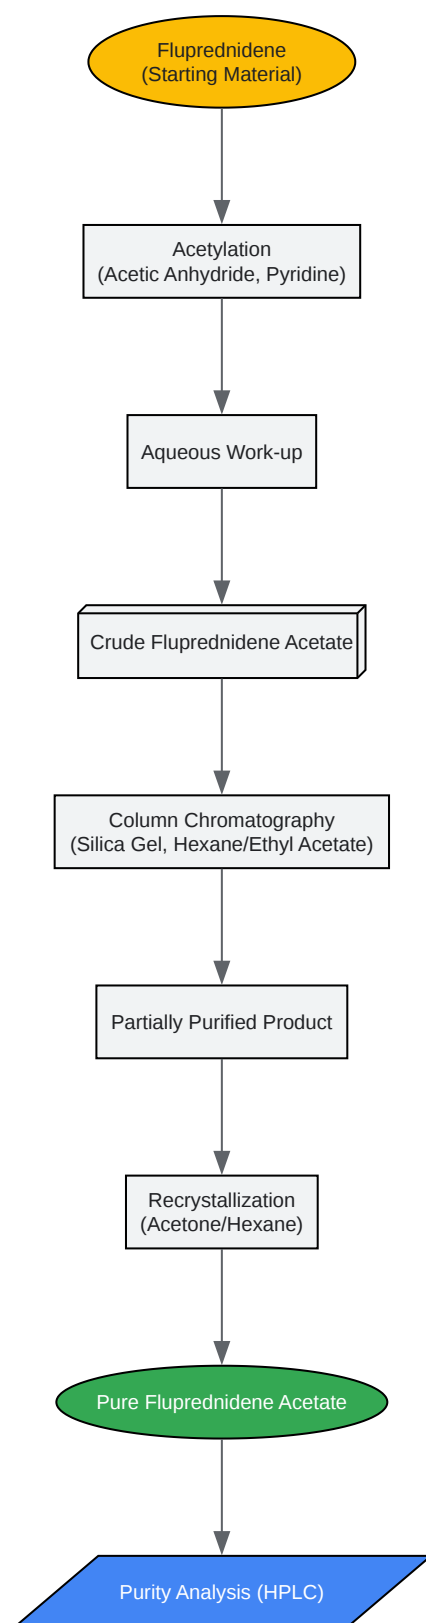 Fluprednidene
(Starting Material)
Acetylation
(Acetic Anhydride, Pyridine)
Aqueous Work-up
Crude Fluprednidene Acetate
Column Chromatography
(Silica Gel, Hexane/Ethyl Acetate)
Partially Purified Product
Recrystallization
(Acetone/Hexane)
Pure Fluprednidene Acetate
Purity Analysis (HPLC)